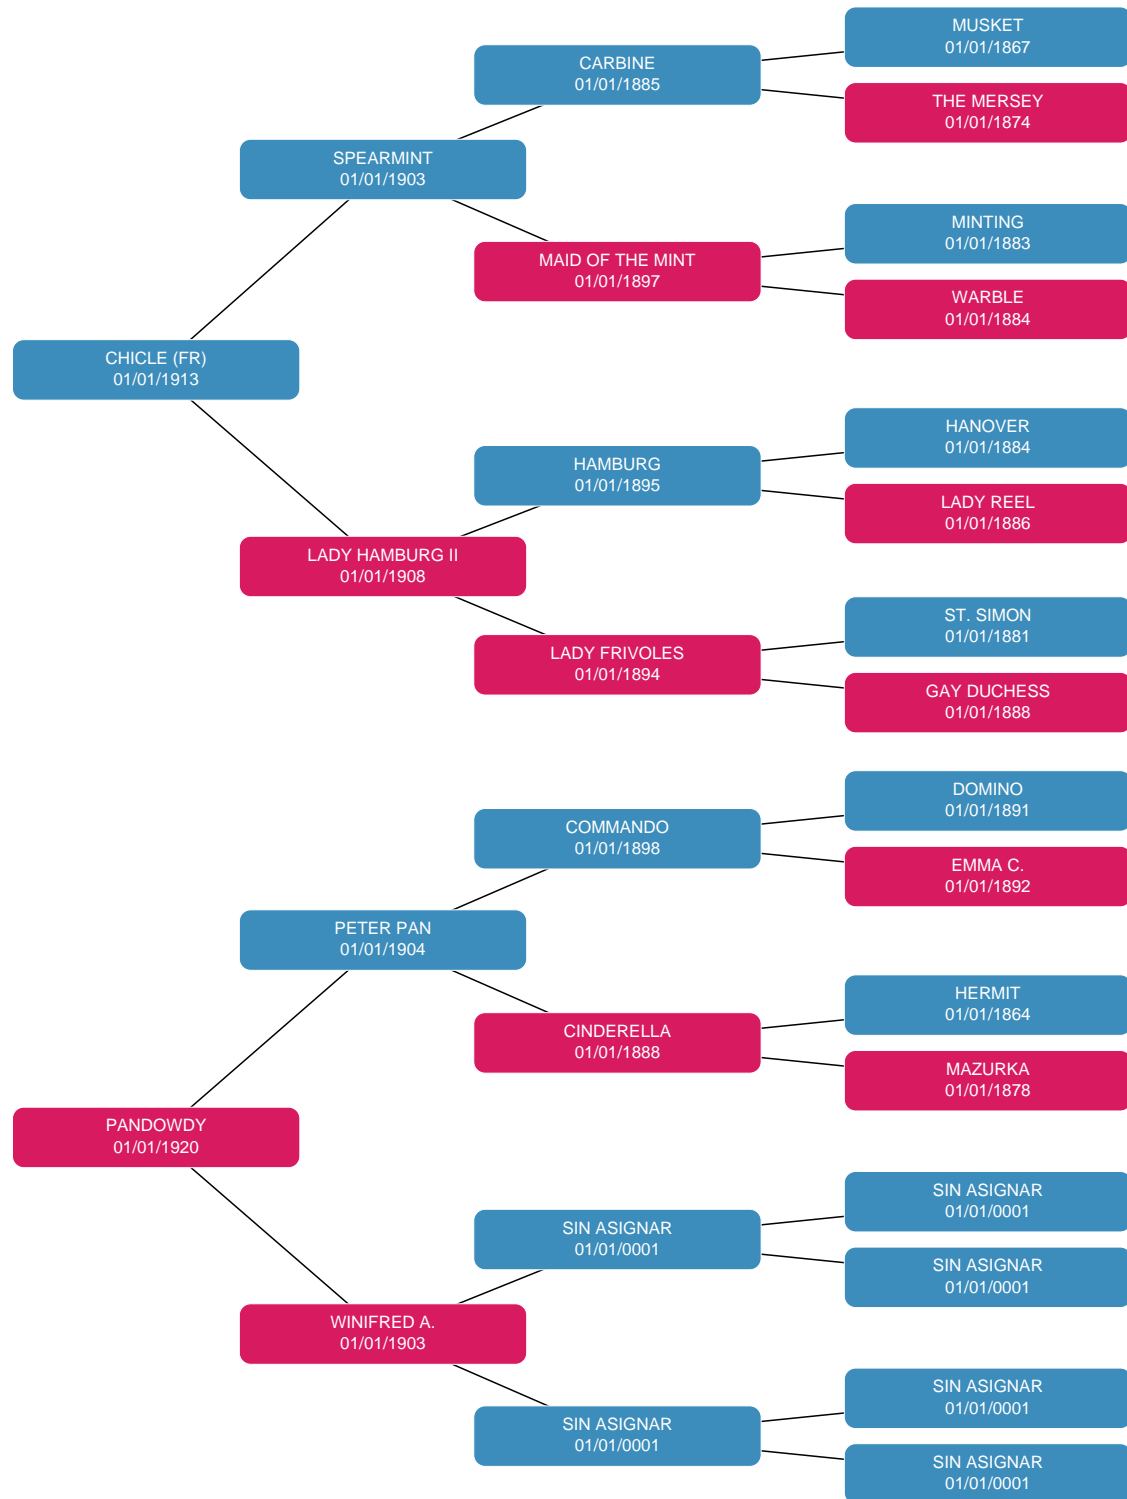 MUSKET
01/01/1867
CARBINE
01/01/1885
THE MERSEY
01/01/1874
SPEARMINT
01/01/1903
MINTING
01/01/1883
MAID OF THE MINT
01/01/1897
WARBLE
01/01/1884
CHICLE (FR)
01/01/1913
HANOVER
01/01/1884
HAMBURG
01/01/1895
LADY REEL
01/01/1886
LADY HAMBURG II
01/01/1908
ST. SIMON
01/01/1881
LADY FRIVOLES
01/01/1894
GAY DUCHESS
01/01/1888
DOMINO
01/01/1891
COMMANDO
01/01/1898
EMMA C.
01/01/1892
PETER PAN
01/01/1904
HERMIT
01/01/1864
CINDERELLA
01/01/1888
MAZURKA
01/01/1878
PANDOWDY
01/01/1920
SIN ASIGNAR
01/01/0001
SIN ASIGNAR
01/01/0001
SIN ASIGNAR
01/01/0001
WINIFRED A.
01/01/1903
SIN ASIGNAR
01/01/0001
SIN ASIGNAR
01/01/0001
SIN ASIGNAR
01/01/0001